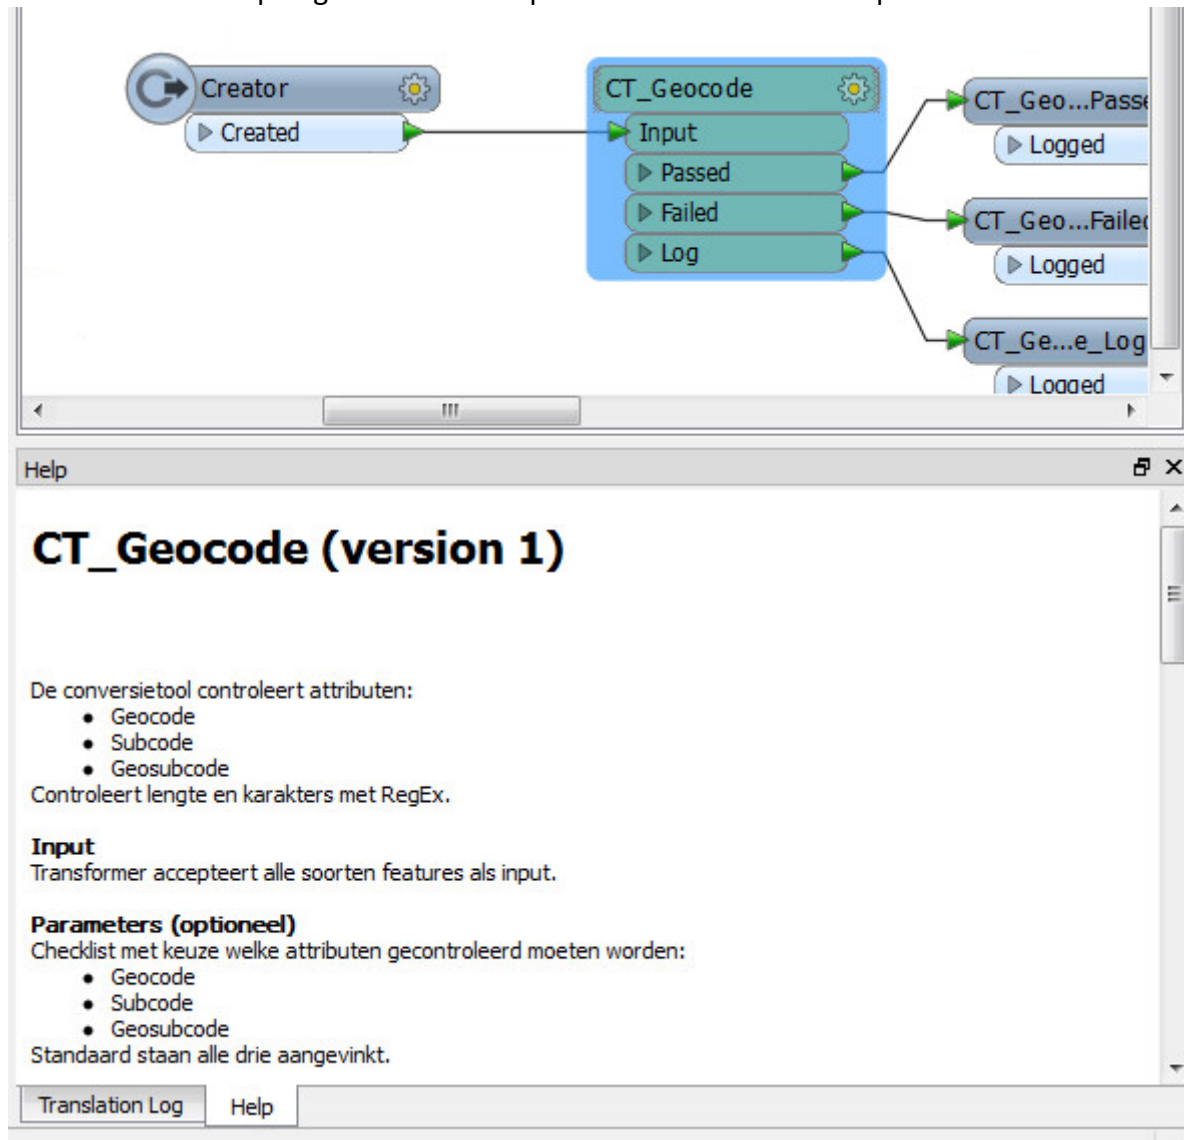 Creator
Created
CT_Geocode
Input
Passed
Failed
Log
CT_Geo...Passe
Logged
CT_Geo...Failed
Logged
CT_Ge...e_Log
Logged
Help
CT_Geocode (version 1)
De conversietool controleert attributen:
• Geocode
• Subcode
• Geosubcode
Controleert lengte en karakters met RegEx.
Input
Transformer accepteert alle soorten features als input.
Parameters (optioneel)
Checklist met keuze welke attributen gecontroleerd moeten worden:
• Geocode
• Subcode
• Geosubcode
Standaard staan alle drie aangevinkt.
Translation Log
Help